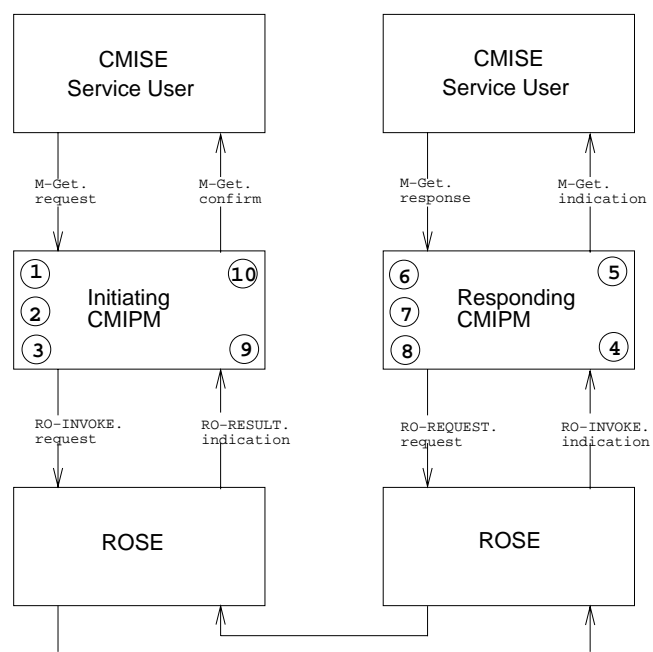 CMISE
Service User
CMISE
Service User
M-Get.
request
M-Get.
confirm
M-Get.
response
M-Get.
indication
1
2
3
Initiating
CMIPM
10
9
6
7
8
Responding
CMIPM
5
4
RO-INVOKE.
request
RO-RESULT.
indication
RO-REQUEST.
request
RO-INVOKE.
indication
ROSE
ROSE